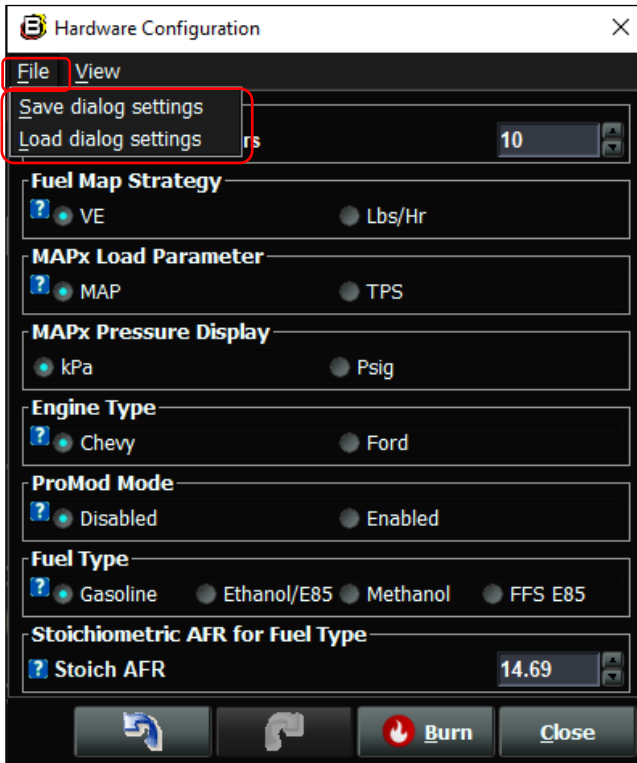 Hardware Configuration
File View
Save dialog settings
Load dialog settings rs 10
Fuel Map Strategy
? VE Lbs/Hr
MAPx Load Parameter
? MAP TPS
MAPx Pressure Display
kPa Psig
Engine Type
? Chevy Ford
ProMod Mode
? Disabled Enabled
Fuel Type
? Gasoline Ethanol/E85 Methanol FFS E85
Stoichiometric AFR for Fuel Type
? Stoich AFR 14.69
Burn Close